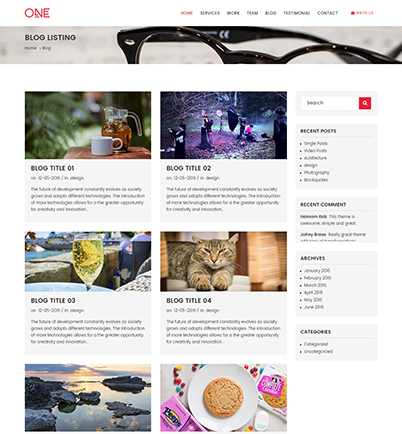 ONE
HOME SERVICES WORK TEAM BLOG TESTIMONIAL CONTACT WRITE US
BLOG LISTING
Home > Blog
BLOG TITLE 01
on: 12-05-2016 / in: design
The future of development constantly evolves as society
grows and adapts different technologies. The introduction
of more technologies allows for a the greater opportunity
for creativity and innovation...
BLOG TITLE 02
on: 12-05-2016 / in: design
The future of development constantly evolves as society
grows and adapts different technologies. The introduction
of more technologies allows for a the greater opportunity
for creativity and innovation...
BLOG TITLE 03
on: 12-05-2016 / in: design
The future of development constantly evolves as society
grows and adapts different technologies. The introduction
of more technologies allows for a the greater opportunity
for creativity and innovation...
BLOG TITLE 04
on: 12-05-2016 / in: design
The future of development constantly evolves as society
grows and adapts different technologies. The introduction
of more technologies allows for a the greater opportunity
for creativity and innovation...
Search
RECENT POSTS
Single Posts
Video Posts
Achitecture
design
Photography
Blockquotes
RECENT COMMENT
Hansom Rob: This theme is
awesome, simple and great.
Johny Bravo: Really great theme
ARCHIVES
January 2016
February 2016
March 2016
April 2016
May 2016
June 2016
CATEGORIES
Categorized
Uncategorized